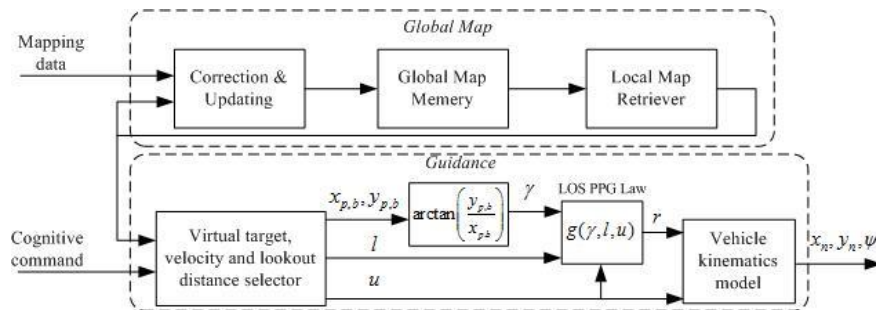 Global Map
Mapping
data
Correction &
Updating
Global Map
Memery
Local Map
Retriever
Guidance
Cognitive
command
Virtual target,
velocity and lookout
distance selector
x_{p,b}, y_{p,b}
l
u
arctan(y_{p,b}/x_{p,b})
γ
LOS PPG Law
g(γ,l,u)
r
Vehicle
kinematics
model
x_n, y_n, ψ